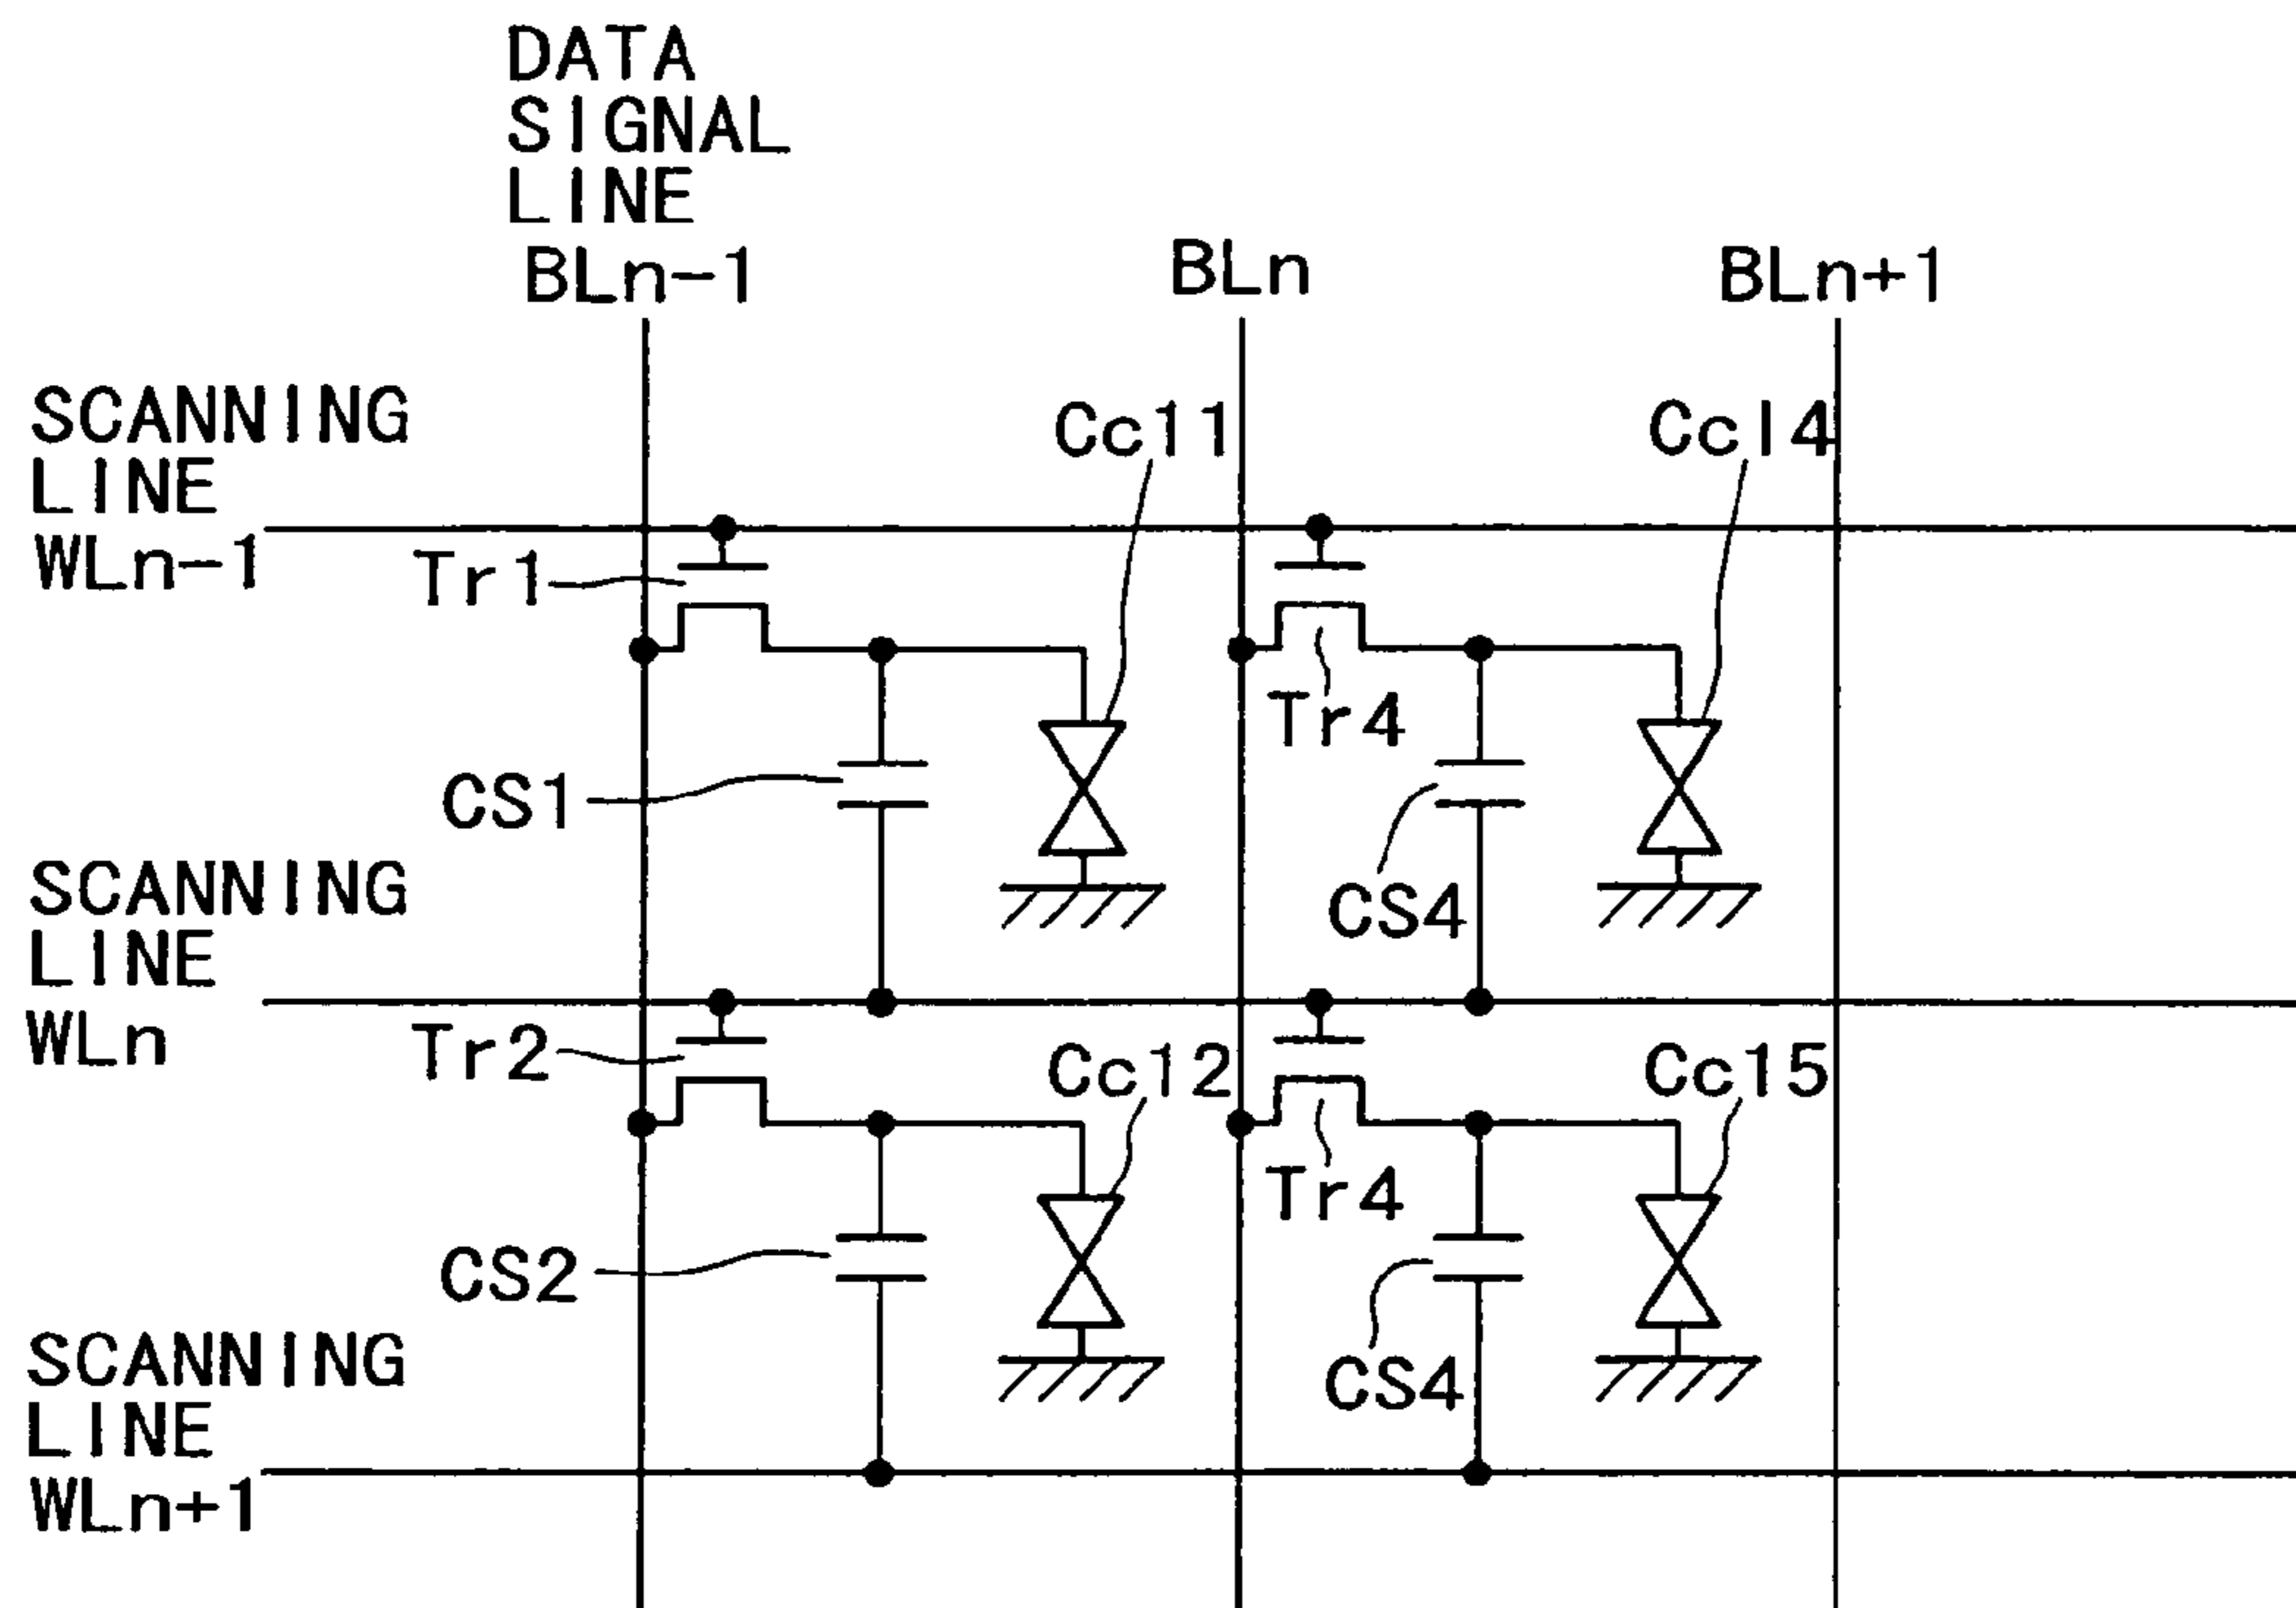 DATA
SIGNAL
LINE
BLn-1
BLn
BLn+1
SCANNING
LINE
WLn-1
Cc11
Ccl4
Tr1
Tr4
CS1
CS4
SCANNING
LINE
WLn
Tr2
Cc12
Cc15
Tr4
CS2
CS4
SCANNING
LINE
WLn+1